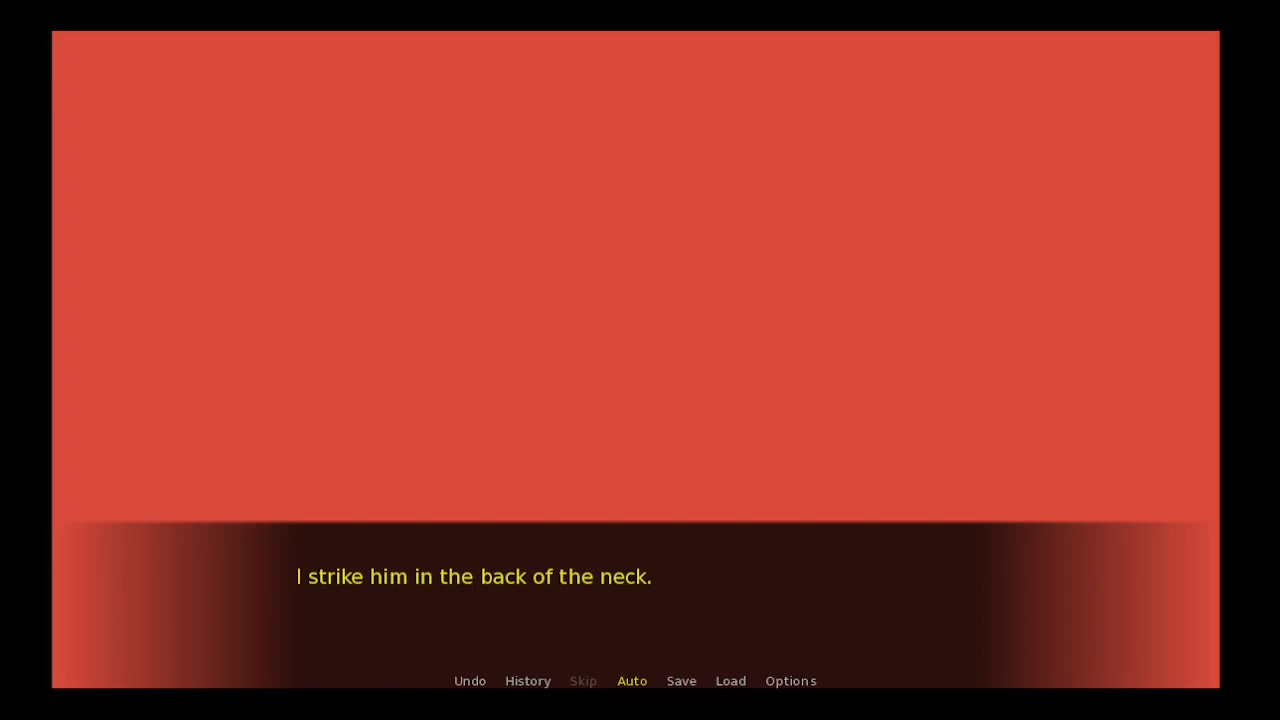 I strike him in the back of the neck.
Undo History Skip Auto Save Load Options